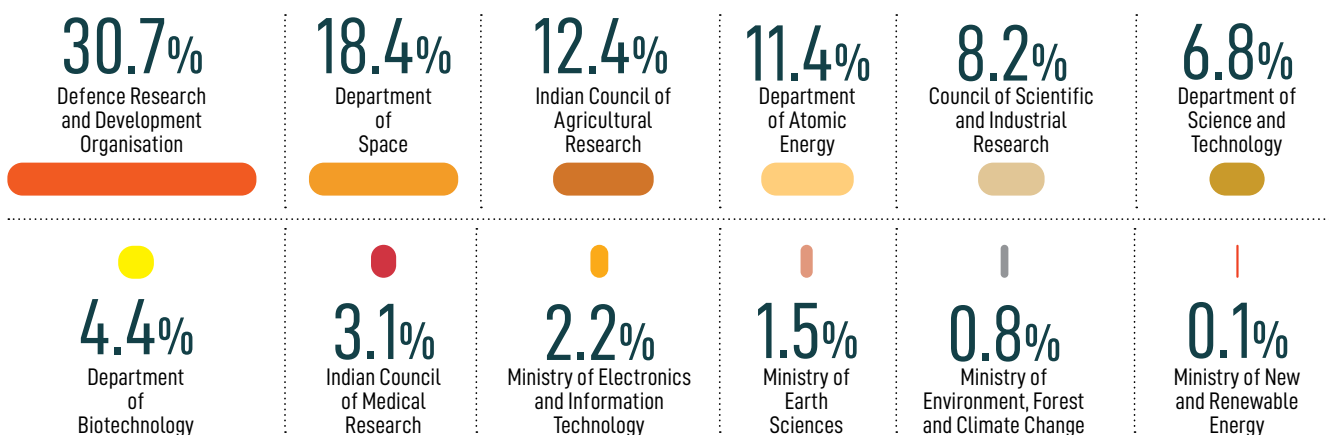 30.7%
Defence Research
and Development
Organisation
18.4%
Department
of
Space
12.4%
Indian Council of
Agricultural
Research
11.4%
Department
of Atomic
Energy
8.2%
Council of Scientific
and Industrial
Research
6.8%
Department of
Science and
Technology
4.4%
Department
of
Biotechnology
3.1%
Indian Council
of Medical
Research
2.2%
Ministry of Electronics
and Information
Technology
1.5%
Ministry of
Earth
Sciences
0.8%
Ministry of
Environment, Forest
and Climate Change
0.1%
Ministry of New
and Renewable
Energy